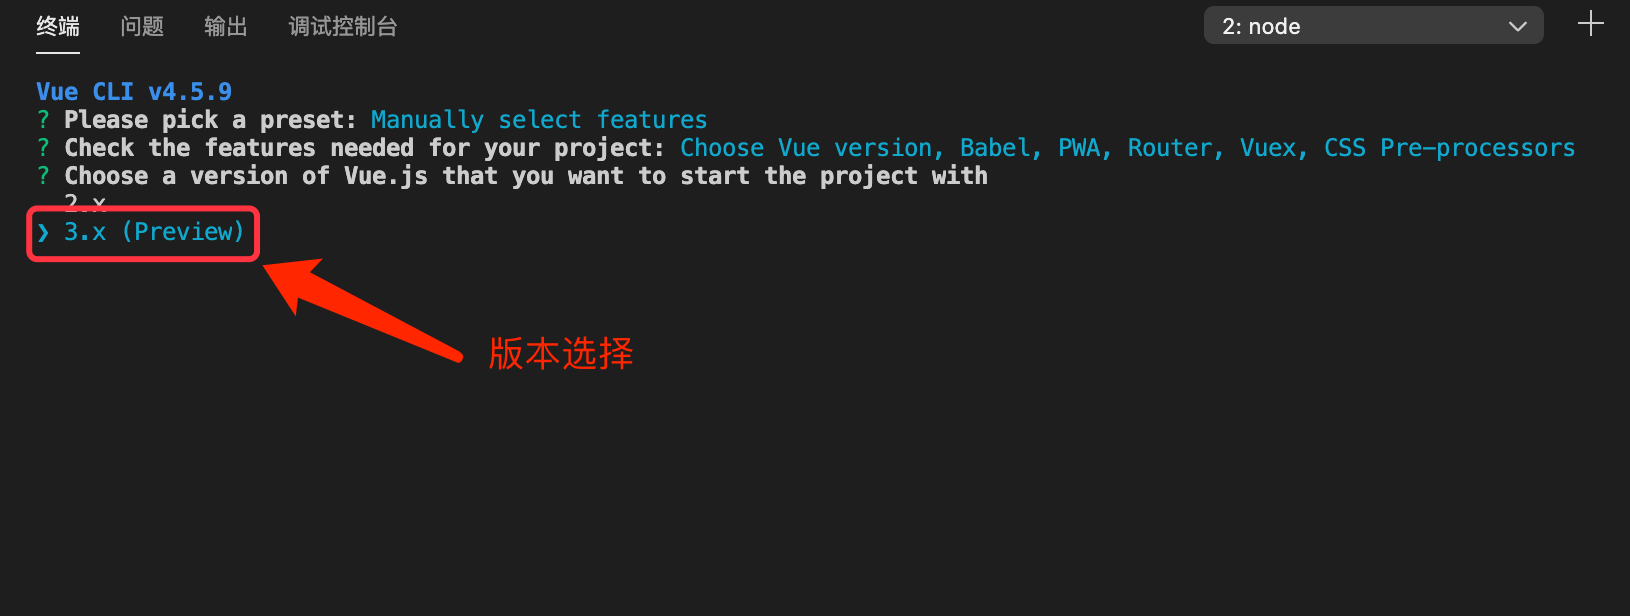 终端 问题 输出 调试控制台 2: node
Vue CLI v4.5.9
? Please pick a preset: Manually select features
? Check the features needed for your project: Choose Vue version, Babel, PWA, Router, Vuex, CSS Pre-processors
? Choose a version of Vue.js that you want to start the project with
2.x
❯ 3.x (Preview)
版本选择